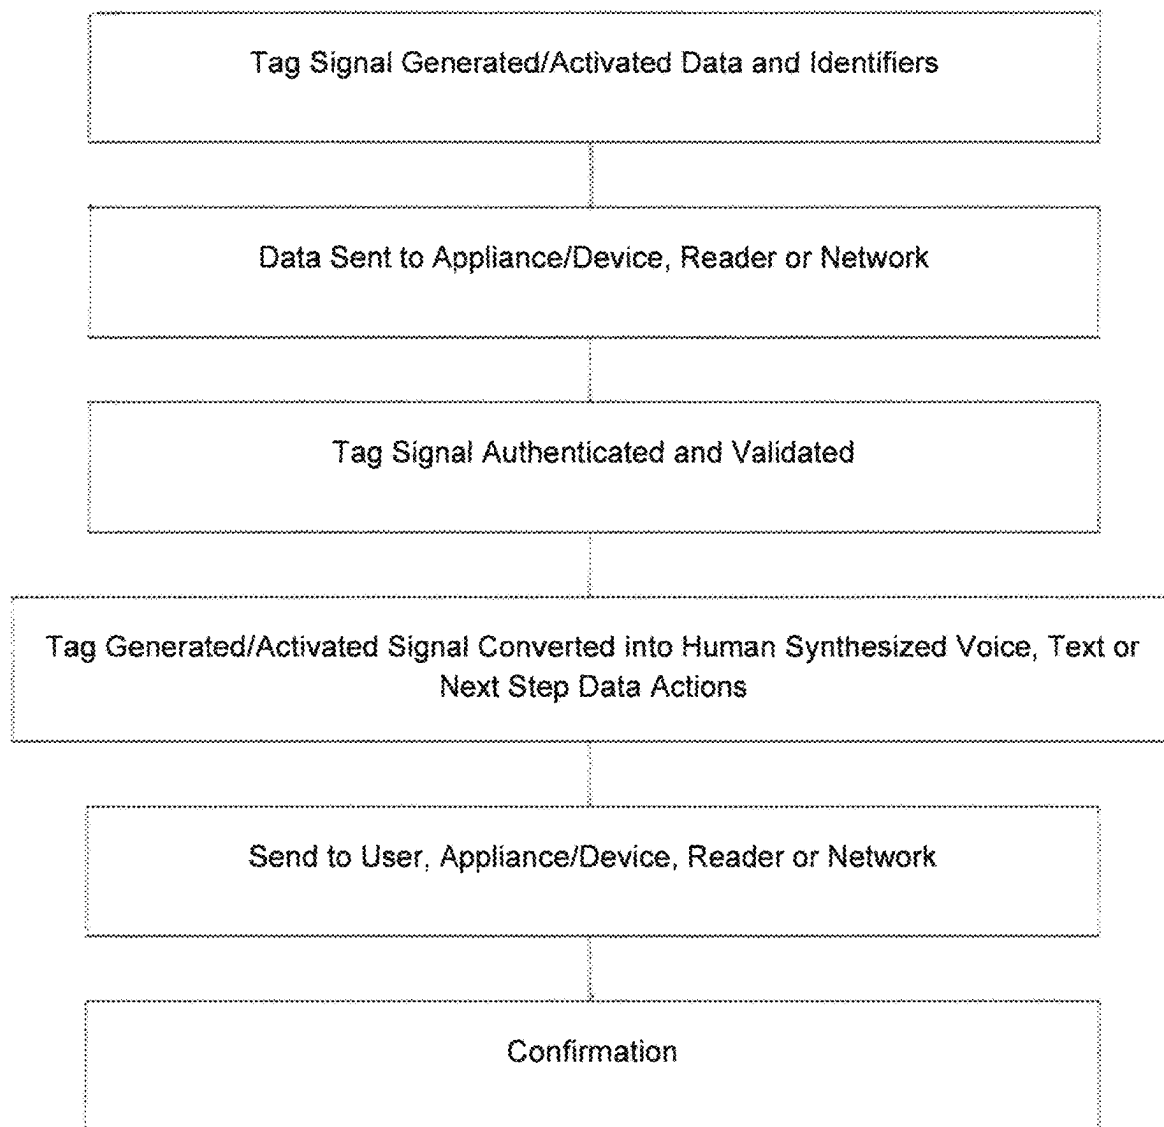 Tag Signal Generated/Activated Data and Identifiers
Data Sent to Appliance/Device, Reader or Network
Tag Signal Authenticated and Validated
Tag Generated/Activated Signal Converted into Human Synthesized Voice, Text or
Next Step Data Actions
Send to User, Appliance/Device, Reader or Network
Confirmation